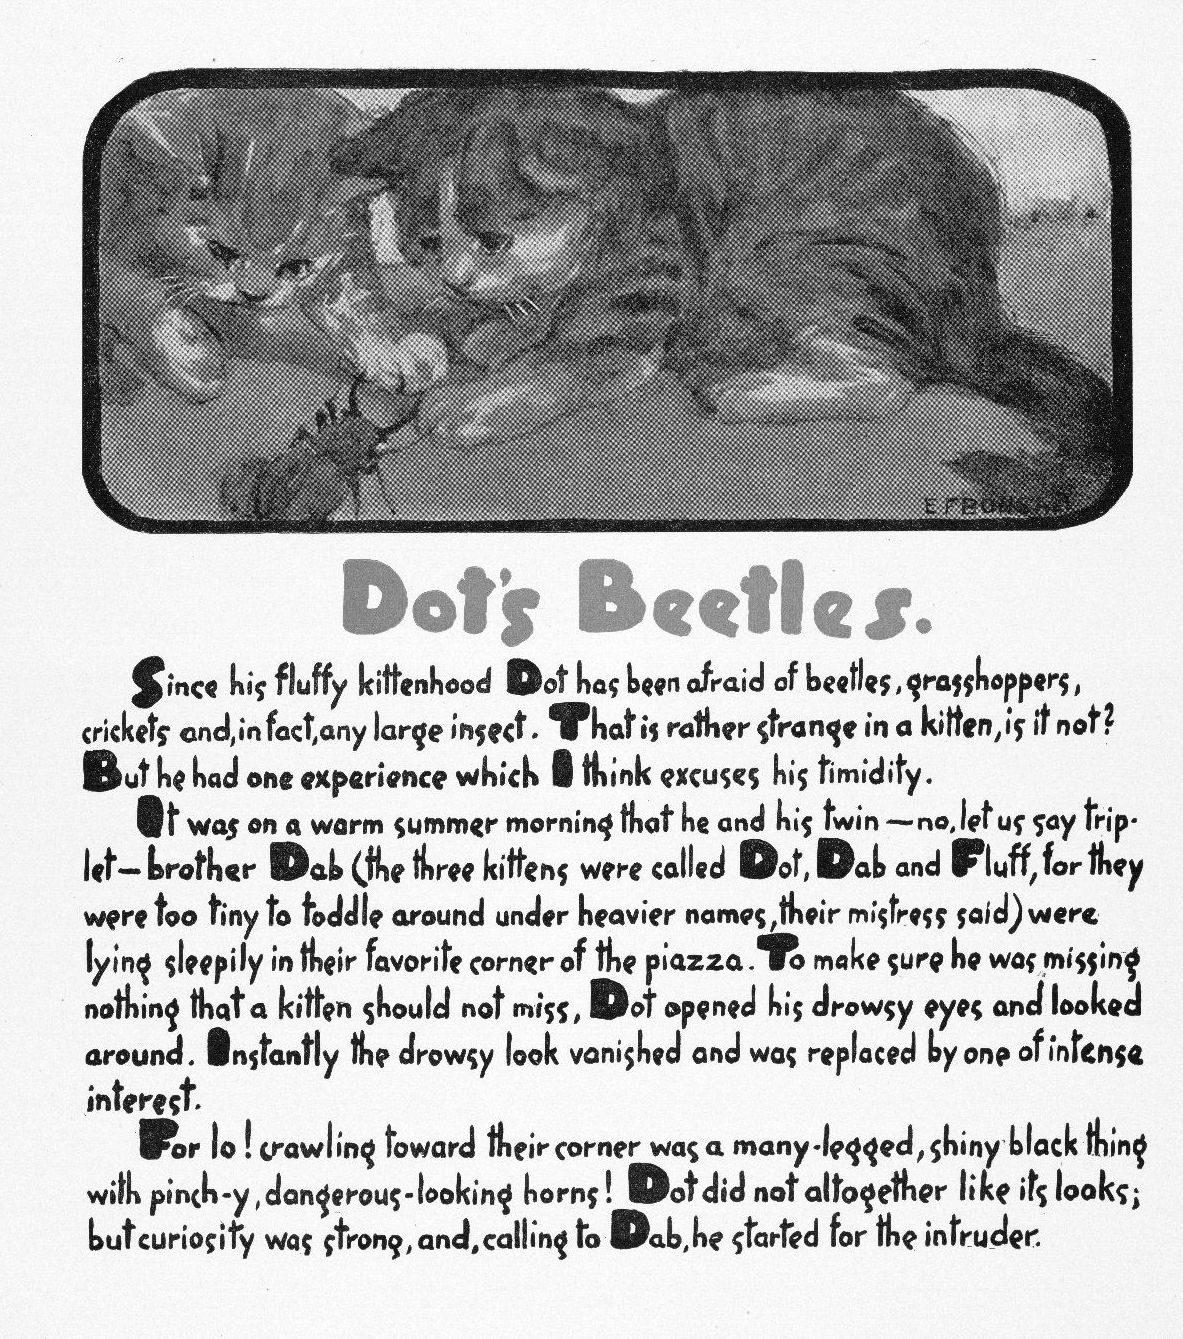 EFBONSALL
Dot's Beetles.
Since his fluffy kittenhood Dot has been afraid of beetles, grasshoppers,
crickets and, in fact, any large insect. That is rather strange in a kitten, is it not?
But he had one experience which I think excuses his timidity.
It was on a warm summer morning that he and his twin — no, let us say trip-
let — brother Dab (the three kittens were called Dot, Dab and Fluff, for they
were too tiny to toddle around under heavier names, their mistress said) were
lying sleepily in their favorite corner of the piazza. To make sure he was missing
nothing that a kitten should not miss, Dot opened his drowsy eyes and looked
around. Instantly the drowsy look vanished and was replaced by one of intense
interest.
For lo! crawling toward their corner was a many-legged, shiny black thing
with pinch-y, dangerous-looking horns! Dot did not altogether like its looks;
but curiosity was strong, and, calling to Dab, he started for the intruder.